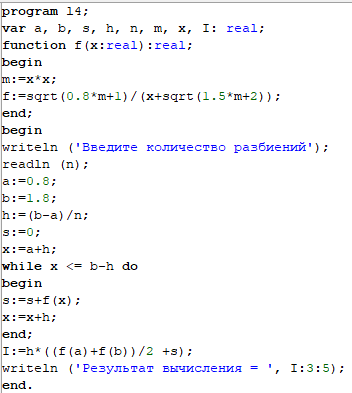 program l4;
var a, b, s, h, n, m, x, I: real;
function f(x:real):real;
begin
m:=x*x;
f:=sqrt(0.8*m+1)/(x+sqrt(1.5*m+2));
end;
begin
writeln ('Введите количество разбиений');
readln (n);
a:=0.8;
b:=1.8;
h:=(b-a)/n;
s:=0;
x:=a+h;
while x <= b-h do
begin
s:=s+f(x);
x:=x+h;
end;
I:=h*((f(a)+f(b))/2 +s);
writeln ('Результат вычисления = ', I:3:5);
end.